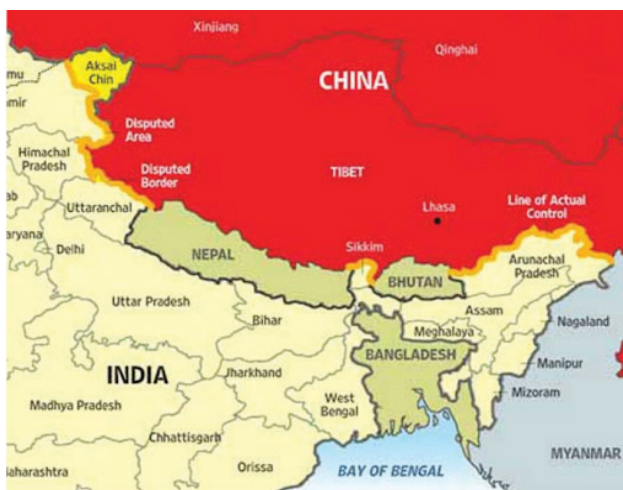 Xinjiang
Qinghai
Aksai
Chin
CHINA
mu
mir
Disputed
Area
Himachal
Pradesh
Disputed
Border
TIBET
Lhasa
Line of Actual
Control
ab
Uttaranchal
aryana
Delhi
NEPAL
Sikkim
BHUTAN
Arunachal
Pradesh
Uttar Pradesh
Bihar
Assam
Meghalaya
Nagaland
BANGLADESH
Manipur
INDIA
Jharkhand
West
Bengal
Mizoram
Madhya Pradesh
Chhattisgarh
MYANMAR
aharashtra
Orissa
BAY OF BENGAL